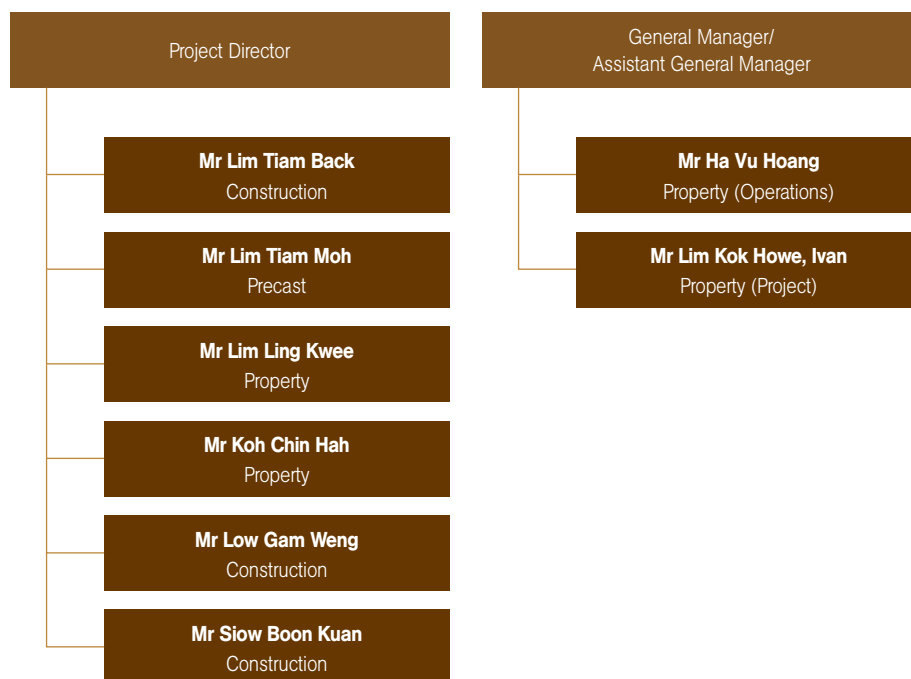 Project Director
Mr Lim Tiam Back
Construction
Mr Lim Tiam Moh
Precast
Mr Lim Ling Kwee
Property
Mr Koh Chin Hah
Property
Mr Low Gam Weng
Construction
Mr Siow Boon Kuan
Construction
General Manager/
Assistant General Manager
Mr Ha Vu Hoang
Property (Operations)
Mr Lim Kok Howe, Ivan
Property (Project)